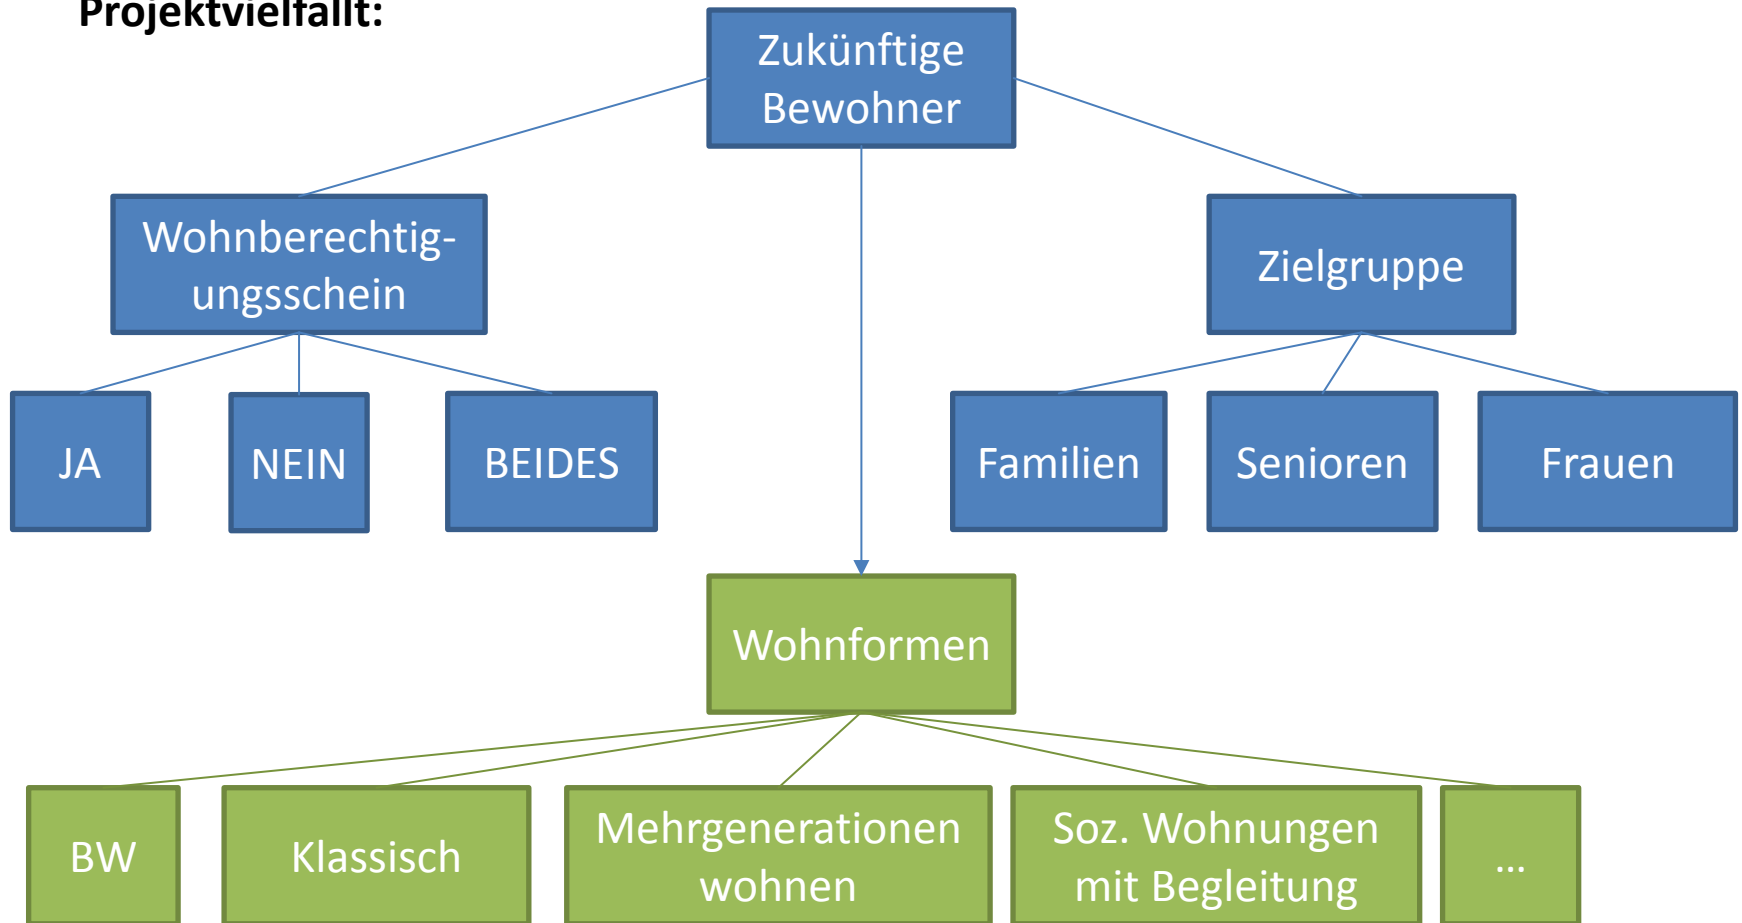 Projektvielfallt:
Zukünftige
Bewohner
Wohnberechtig-
ungsschein
Zielgruppe
JA
NEIN
BEIDES
Familien
Senioren
Frauen
Wohnformen
BW
Klassisch
Mehrgenerationen
wohnen
Soz. Wohnungen
mit Begleitung
...